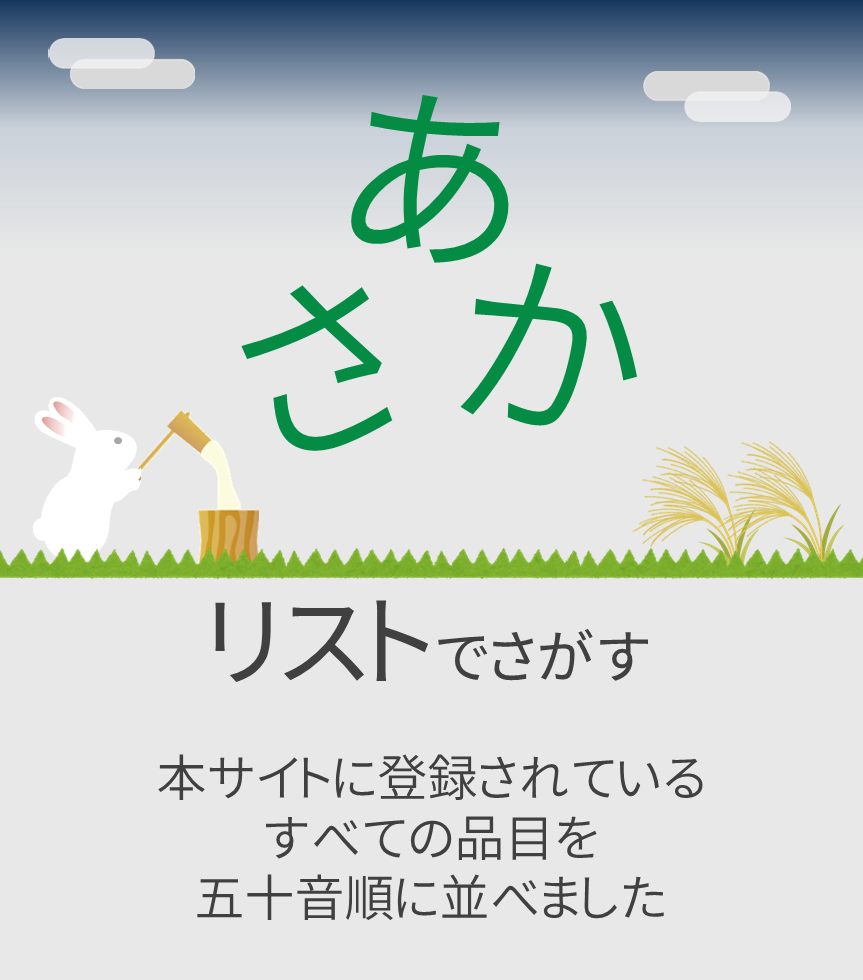 あ
さ か
リストでさがす
本サイトに登録されている
すべての品目を
五十音順に並べました